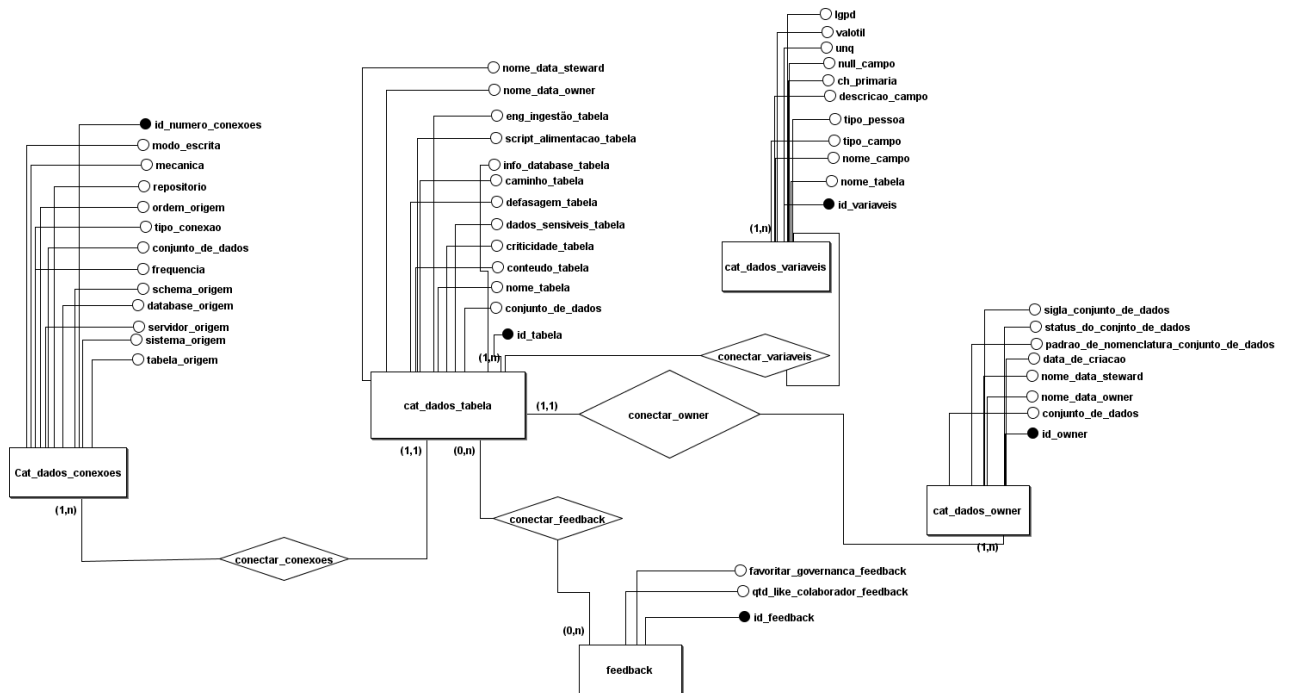 lgpd
valotil
unq
null_campo
ch_primaria
descricao_campo
tipo_pessoa
tipo_campo
nome_campo
nome_tabela
id_variaveis
(1,n)
cat_dados_variaveis
nome_data_steward
nome_data_owner
eng_ingestão_tabela
script_alimentacao_tabela
info_database_tabela
caminho_tabela
defasagem_tabela
dados_sensiveis_tabela
criticidade_tabela
conteudo_tabela
nome_tabela
conjunto_de_dados
id_tabela
(1,n)
cat_dados_tabela
(1,1)
(1,1)
(0,n)
id_numero_conexoes
modo_escrita
mecanica
repositorio
ordem_origem
tipo_conexao
conjunto_de_dados
frequência
schema_origem
database_origem
servidor_origem
sistema_origem
tabela_origem
Cat_dados_conexoes
(1,n)
conectar_variaveis
conectar_owner
sigla_conjunto_de_dados
status_do_conjnto_de_dados
padrao_de_nomenclatura_conjunto_de_dados
data_de_criacao
nome_data_steward
nome_data_owner
conjunto_de_dados
id_owner
cat_dados_owner
(1,n)
conectar_feedback
conectar_conexoes
favoritar_governanca_feedback
qtd_like_colaborador_feedback
id_feedback
(0,n)
feedback